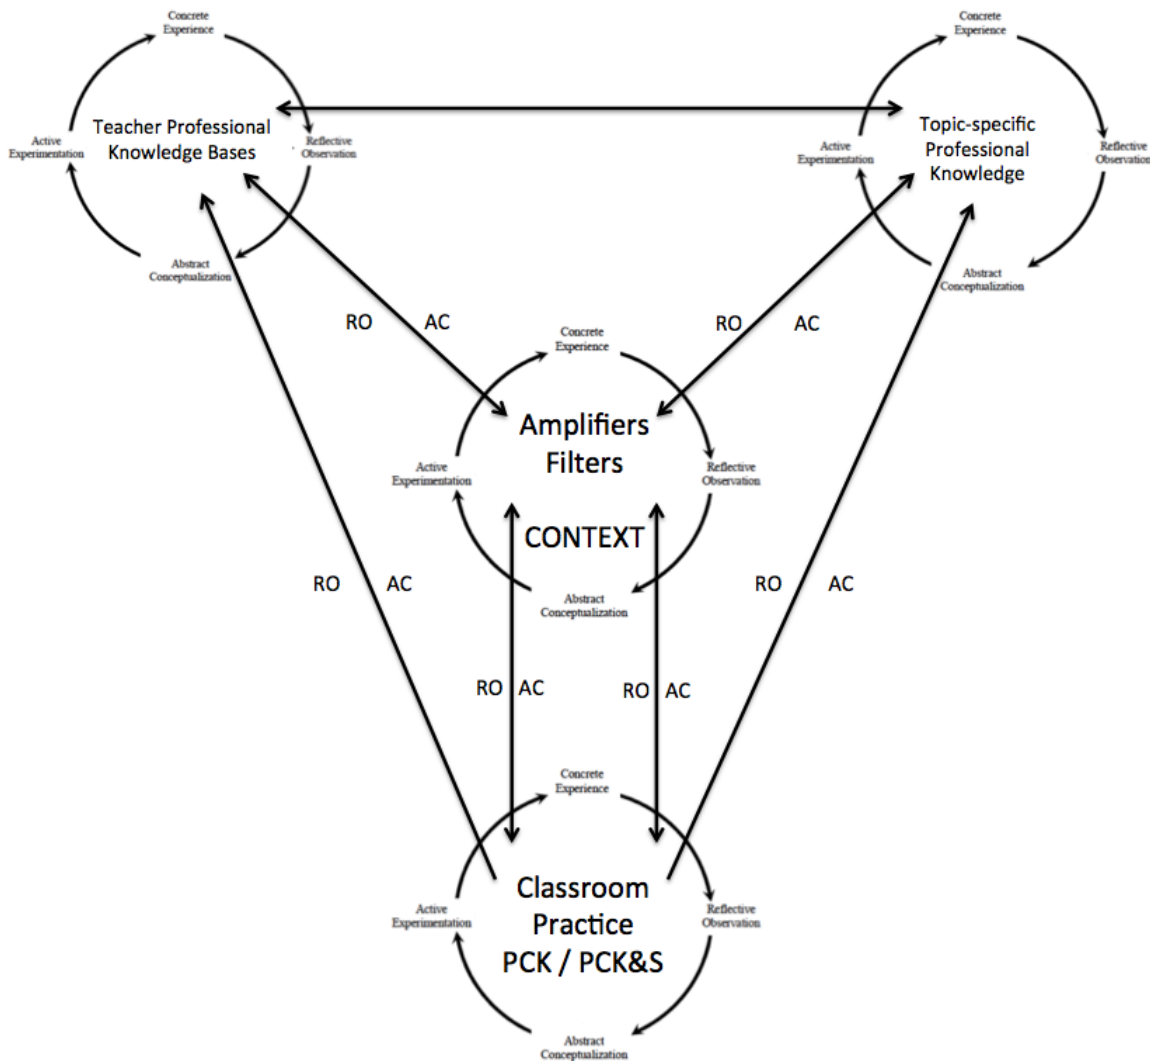 Concrete
Experience
Teacher Professional
Knowledge Bases
Active
Experimentation
Reflective
Observation
Abstract
Conceptualization
Concrete
Experience
Topic-specific
Professional
Knowledge
Active
Experimentation
Reflective
Observation
Abstract
Conceptualization
RO AC
RO AC
Concrete
Experience
Amplifiers
Filters
Active
Experimentation
Reflective
Observation
CONTEXT
Abstract
Conceptualization
RO AC
RO AC
RO AC
RO AC
Concrete
Experience
Classroom
Practice
PCK / PCK&S
Active
Experimentation
Reflective
Observation
Abstract
Conceptualization